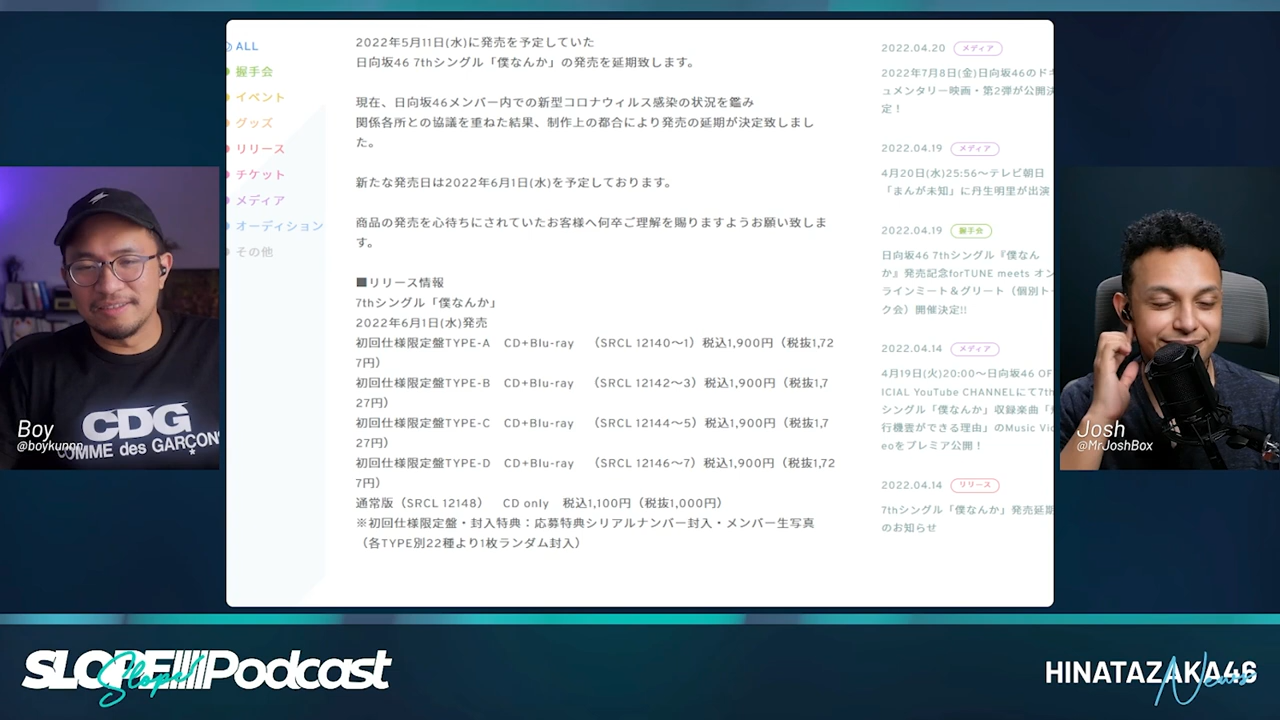 ALL
握手会
イベント
グッズ
リリース
チケット
メディア
オーディション
その他
2022年5月11日(水)に発売を予定していた
日向坂46 7thシングル「僕なんか」の発売を延期致します。
現在、日向坂46メンバー内での新型コロナウィルス感染の状況を鑑み
関係各所との協議を重ねた結果、制作上の都合により発売の延期が決定致しまし
た。
新たな発売日は2022年6月1日(水)を予定しております。
商品の発売を心待ちにされていたお客様へ何卒ご理解を賜りますようお願い致しま
す。
■リリース情報
7thシングル「僕なんか」
2022年6月1日(水)発売
初回仕様限定盤TYPE-A CD+Blu-ray （SRCL 12140〜1）税込1,900円（税抜1,72
7円）
初回仕様限定盤TYPE-B CD+Blu-ray （SRCL 12142〜3）税込1,900円（税抜1,7
27円）
初回仕様限定盤TYPE-C CD+Blu-ray （SRCL 12144〜5）税込1,900円（税抜1,7
27円）
初回仕様限定盤TYPE-D CD+Blu-ray （SRCL 12146〜7）税込1,900円（税抜1,72
7円）
通常版（SRCL 12148） CD only 税込1,100円（税抜1,000円）
※初回仕様限定盤・封入特典：応募特典シリアルナンバー封入・メンバー生写真
（各TYPE別22種より1枚ランダム封入）
2022.04.20 メディア
2022年7月8日(金)日向坂46のドキ
ュメンタリー映画・第2弾が公開決
定！
2022.04.19 メディア
4月20日(水)25:56〜テレビ朝日
「まんが未知」に丹生明里が出演
2022.04.19 握手会
日向坂46 7thシングル『僕なん
か』発売記念forTUNE meets オン
ラインミート＆グリート（個別トー
ク会）開催決定!!
2022.04.14 メディア
4月19日(火)20:00〜日向坂46 OF
ICIAL YouTube CHANNELにて7th
シングル「僕なんか」収録楽曲「飛
行機雲ができる理由」のMusic Vid
eoをプレミア公開！
2022.04.14 リリース
7thシングル「僕なんか」発売延期
のお知らせ
CDG
COMME des GARÇONS
Boy
@boykunon
Josh
@MrJoshBox
SLOPE Podcast
Slope
HINATAZAKA46
News